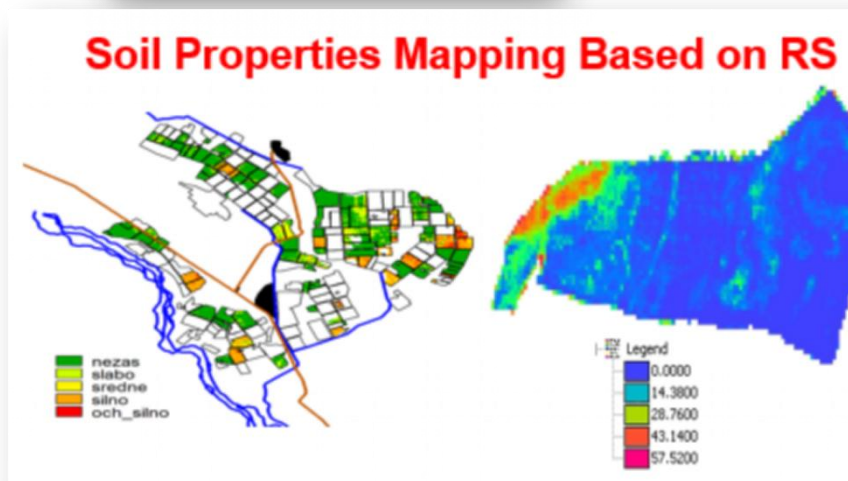 Soil Properties Mapping Based on RS
nezas
slabo
sredne
silno
och_silno
Legend
0.0000
14.3800
28.7600
43.1400
57.5200